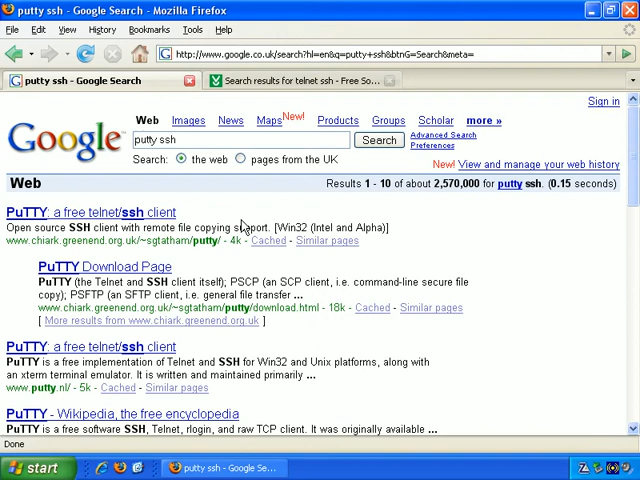 putty ssh - Google Search - Mozilla Firefox
File Edit View History Bookmarks Tools Help
http://www.google.co.uk/search?hl=en&q=putty+ssh&btnG=Search&meta=
putty ssh - Google Search
Search results for telnet ssh - Free So...
Sign in
Web Images News Maps New! Products Groups Scholar more »
Google
putty ssh
Search
Advanced Search
Preferences
Search: the web pages from the UK
New! View and manage your web history
Web Results 1 - 10 of about 2,570,000 for putty ssh. (0.15 seconds)
PuTTY: a free telnet/ssh client
Open source SSH client with remote file copying support. [Win32 (Intel and Alpha)]
www.chiark.greenend.org.uk/~sgtatham/putty/ - 4k - Cached - Similar pages
PuTTY Download Page
PuTTY (the Telnet and SSH client itself); PSCP (an SCP client, i.e. command-line secure file
copy); PSFTP (an SFTP client, i.e. general file transfer ...
www.chiark.greenend.org.uk/~sgtatham/putty/download.html - 18k - Cached - Similar pages
[ More results from www.chiark.greenend.org.uk ]
PuTTY: a free telnet/ssh client
PuTTY is a free implementation of Telnet and SSH for Win32 and Unix platforms, along with
an xterm terminal emulator. It is written and maintained primarily ...
www.putty.nl/ - 5k - Cached - Similar pages
PuTTY - Wikipedia, the free encyclopedia
PuTTY is a free software SSH, Telnet, rlogin, and raw TCP client. It was originally available ...
Done
start
putty ssh - Google Se...